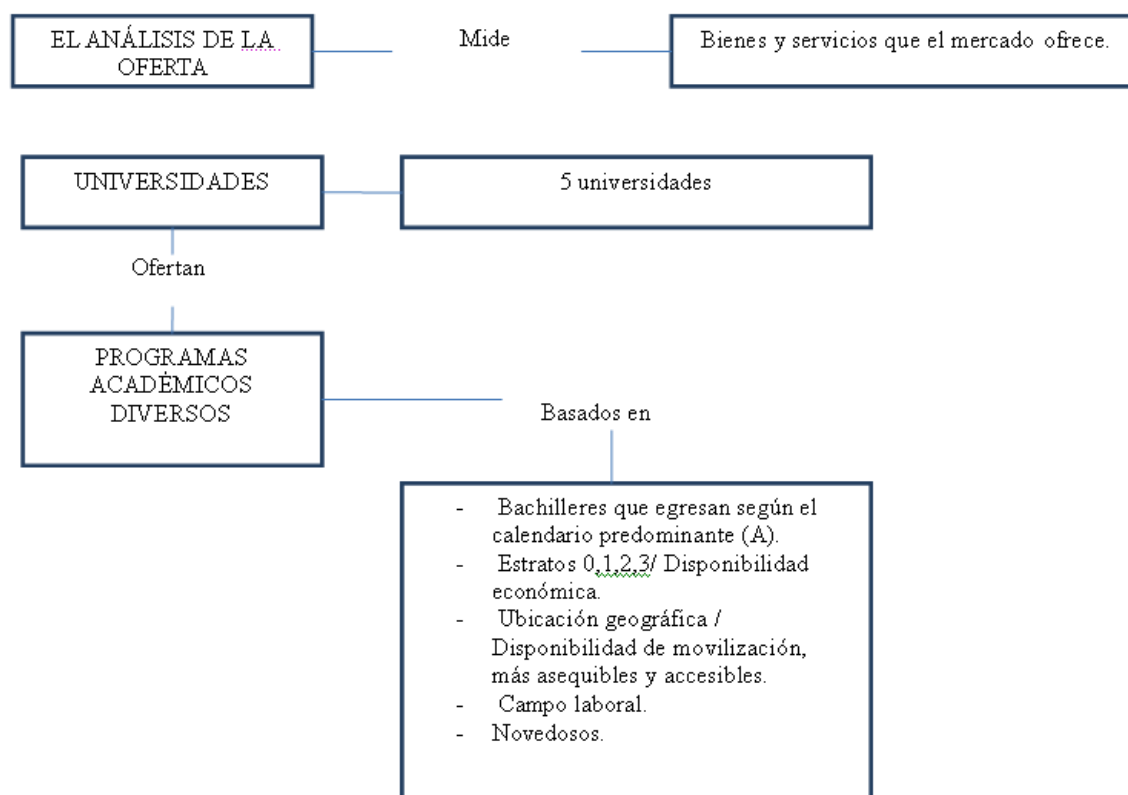 EL ANÁLISIS DE LA
OFERTA
Mide
Bienes y servicios que el mercado ofrece.
UNIVERSIDADES
5 universidades
Ofertan
PROGRAMAS
ACADÉMICOS
DIVERSOS
Basados en
- Bachilleres que egresan según el
calendario predominante (A).
- Estratos 0,1,2,3/ Disponibilidad
económica.
- Ubicación geográfica /
Disponibilidad de movilización,
más asequibles y accesibles.
- Campo laboral.
- Novedosos.